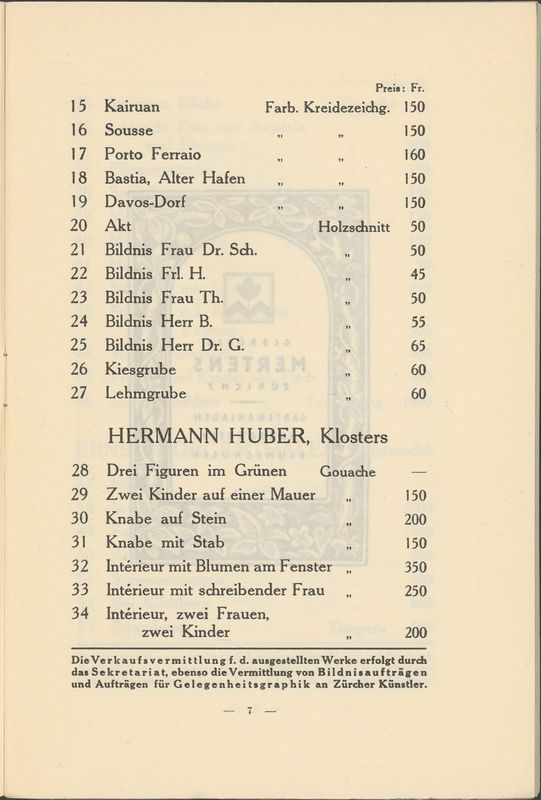 Preis: Fr.
15 Kairuan Farb. Kreidezeichg. 150
16 Sousse „ „ 150
17 Porto Ferraio „ „ 160
18 Bastia, Alter Hafen „ „ 150
19 Davos-Dorf „ „ 150
20 Akt Holzschnitt 50
21 Bildnis Frau Dr. Sch. „ 50
22 Bildnis Frl. H. „ 45
23 Bildnis Frau Th. „ 50
24 Bildnis Herr B. „ 55
25 Bildnis Herr Dr. G. „ 65
26 Kiesgrube „ 60
27 Lehmgrube „ 60
HERMANN HUBER, Klosters
28 Drei Figuren im Grünen Gouache —
29 Zwei Kinder auf einer Mauer „ 150
30 Knabe auf Stein „ 200
31 Knabe mit Stab „ 150
32 Intérieur mit Blumen am Fenster „ 350
33 Intérieur mit schreibender Frau „ 250
34 Intérieur, zwei Frauen,
zwei Kinder „ 200
Die Verkaufsvermittlung f. d. ausgestellten Werke erfolgt durch
das Sekretariat, ebenso die Vermittlung von Bildnisaufträgen
und Aufträgen für Gelegenheitsgraphik an Zürcher Künstler.
— 7 —